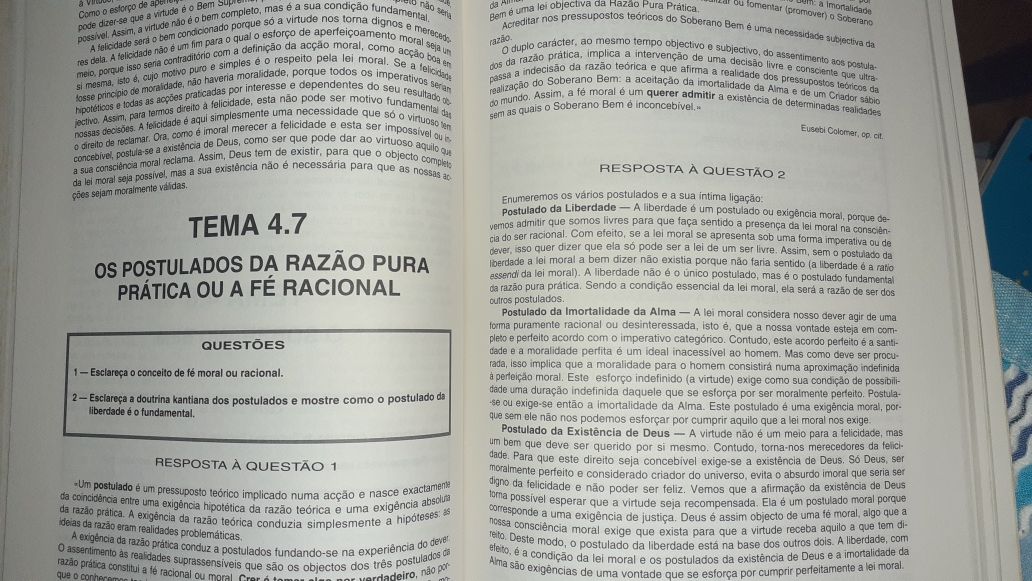 Como o esforço de aperfeiçoamento
pode dizer-se que a virtude é o Bem Supremo
possível. Assim, a virtude não é o bem completo, mas é a sua condição fundamental.
A felicidade será o bem condicionado porque só a virtude nos torna dignos e merecedo-
res dela. A felicidade não é um fim para o qual o esforço de aperfeiçoamento moral seja um
meio, porque isso seria contraditório com a definição da acção moral, como acção boa em
si mesma, isto é, cujo motivo puro e simples é o respeito pela lei moral. Se a felicidade
fosse princípio de moralidade, não haveria moralidade, porque todos os imperativos seriam
hipotéticos e todas as acções praticadas por interesse e dependentes do seu resultado ob-
jectivo. Assim, para termos direito à felicidade, esta não pode ser motivo fundamental das
nossas decisões. A felicidade é aqui simplesmente uma necessidade que só o virtuoso tem
o direito de reclamar. Ora, como é imoral merecer a felicidade e esta ser impossível ou in-
concebível, postula-se a existência de Deus, como ser que pode dar ao virtuoso aquilo que
a sua consciência moral reclama. Assim, Deus tem de existir, para que o objecto completo
da lei moral seja possível, mas a sua existência não é necessária para que as nossas ac-
ções sejam moralmente válidas.
TEMA 4.7
OS POSTULADOS DA RAZÃO PURA
PRÁTICA OU A FÉ RACIONAL
QUESTÕES
1 — Esclareça o conceito de fé moral ou racional.
2 — Esclareça a doutrina kantiana dos postulados e mostre como o postulado da
liberdade é o fundamental.
RESPOSTA À QUESTÃO 1
«Um postulado é um pressuposto teórico implicado numa acção e nasce exactamente
da coincidência entre uma exigência hipotética da razão teórica e uma exigência absoluta
da razão prática. A exigência da razão teórica conduzia simplesmente a hipóteses: as
ideias da razão eram realidades problemáticas.
A exigência da razão prática conduz a postulados fundando-se na experiência do dever.
O assentimento às realidades suprassensíveis que são os objectos dos três postulados da
razão prática constitui a fé racional ou moral. Crer é tomar algo por verdadeiro, não por-
que o conhecemos
Bem é uma lei objectiva da Razão Pura Prática.
Acreditar nos pressupostos teóricos do Soberano Bem é uma necessidade subjectiva da
razão.
O duplo carácter, ao mesmo tempo objectivo e subjectivo, do assentimento aos postula-
dos da razão prática, implica a intervenção de uma decisão livre e consciente que ultra-
passa a indecisão da razão teórica e que afirma a realidade dos pressupostos teóricos da
realização do Soberano Bem: a aceitação da imortalidade da Alma e de um Criador sábio
do mundo. Assim, a fé moral é um querer admitir a existência de determinadas realidades
sem as quais o Soberano Bem é inconcebível.»
Eusebi Colomer, op. cit.
RESPOSTA À QUESTÃO 2
Enumeremos os vários postulados e a sua íntima ligação:
Postulado da Liberdade — A liberdade é um postulado ou exigência moral, porque de-
vemos admitir que somos livres para que faça sentido a presença da lei moral na consciên-
cia do ser racional. Com efeito, se a lei moral se apresenta sob uma forma imperativa ou de
dever, isso quer dizer que ela só pode ser a lei de um ser livre. Assim, sem o postulado da
liberdade a lei moral a bem dizer não existia porque não faria sentido (a liberdade é a ratio
essendi da lei moral). A liberdade não é o único postulado, mas é o postulado fundamental
da razão pura prática. Sendo a condição essencial da lei moral, ela será a razão de ser dos
outros postulados.
Postulado da Imortalidade da Alma — A lei moral considera nosso dever agir de uma
forma puramente racional ou desinteressada, isto é, que a nossa vontade esteja em com-
pleto e perfeito acordo com o imperativo categórico. Contudo, este acordo perfeito é a santi-
dade e a moralidade perfita é um ideal inacessível ao homem. Mas como deve ser procu-
rada, isso implica que a moralidade para o homem consistirá numa aproximação indefinida
à perfeição moral. Este esforço indefinido (a virtude) exige como sua condição de possibili-
dade uma duração indefinida daquele que se esforça por ser moralmente perfeito. Postula-
-se ou exige-se então a imortalidade da Alma. Este postulado é uma exigência moral, por-
que sem ele não nos podemos esforçar por cumprir aquilo que a lei moral nos exige.
Postulado da Existência de Deus — A virtude não é um meio para a felicidade, mas
um bem que deve ser querido por si mesmo. Contudo, torna-nos merecedores da felici-
dade. Para que este direito seja concebível exige-se a existência de Deus. Só Deus, ser
moralmente perfeito e considerado criador do universo, evita o absurdo imoral que seria ser
digno da felicidade e não poder ser feliz. Vemos que a afirmação da existência de Deus
torna possível esperar que a virtude seja recompensada. Ela é um postulado moral porque
corresponde a uma exigência de justiça. Deus é assim objecto de uma fé moral, algo que a
nossa consciência moral exige que exista para que a virtude receba aquilo a que tem di-
reito. Deste modo, o postulado da liberdade está na base dos outros dois. A liberdade, com
efeito, é a condição da lei moral e os postulados da existência de Deus e a imortalidade da
Alma são exigências de uma vontade que se esforça por cumprir perfeitamente a lei moral.